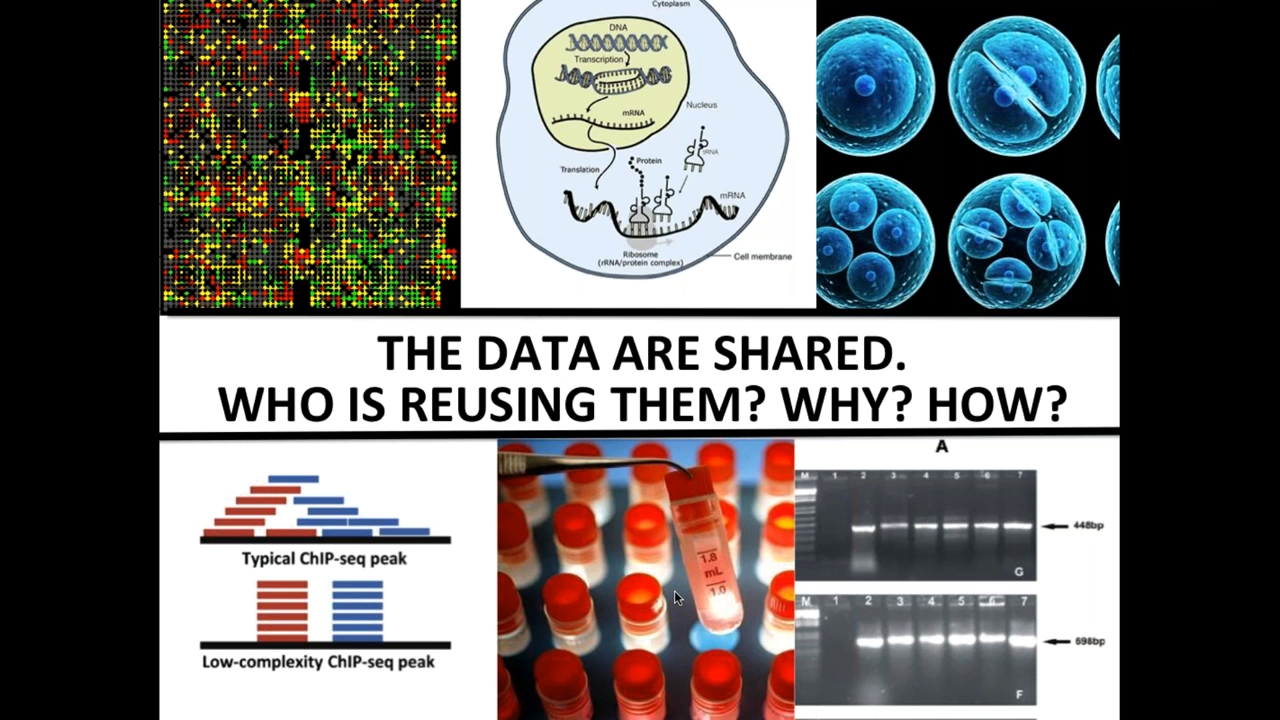 Cytoplasm
DNA
Transcription
mRNA
Nucleus
Protein
tRNA
Translation
mRNA
Ribosome
(rRNA/protein complex)
Cell membrane
THE DATA ARE SHARED.
WHO IS REUSING THEM? WHY? HOW?
Typical ChIP-seq peak
Low-complexity ChIP-seq peak
1.8
mL
1.0
A
M 1 2 3 4 5 6 7
448bp
G
M 1 2 3 4 5 6 7
698bp
F